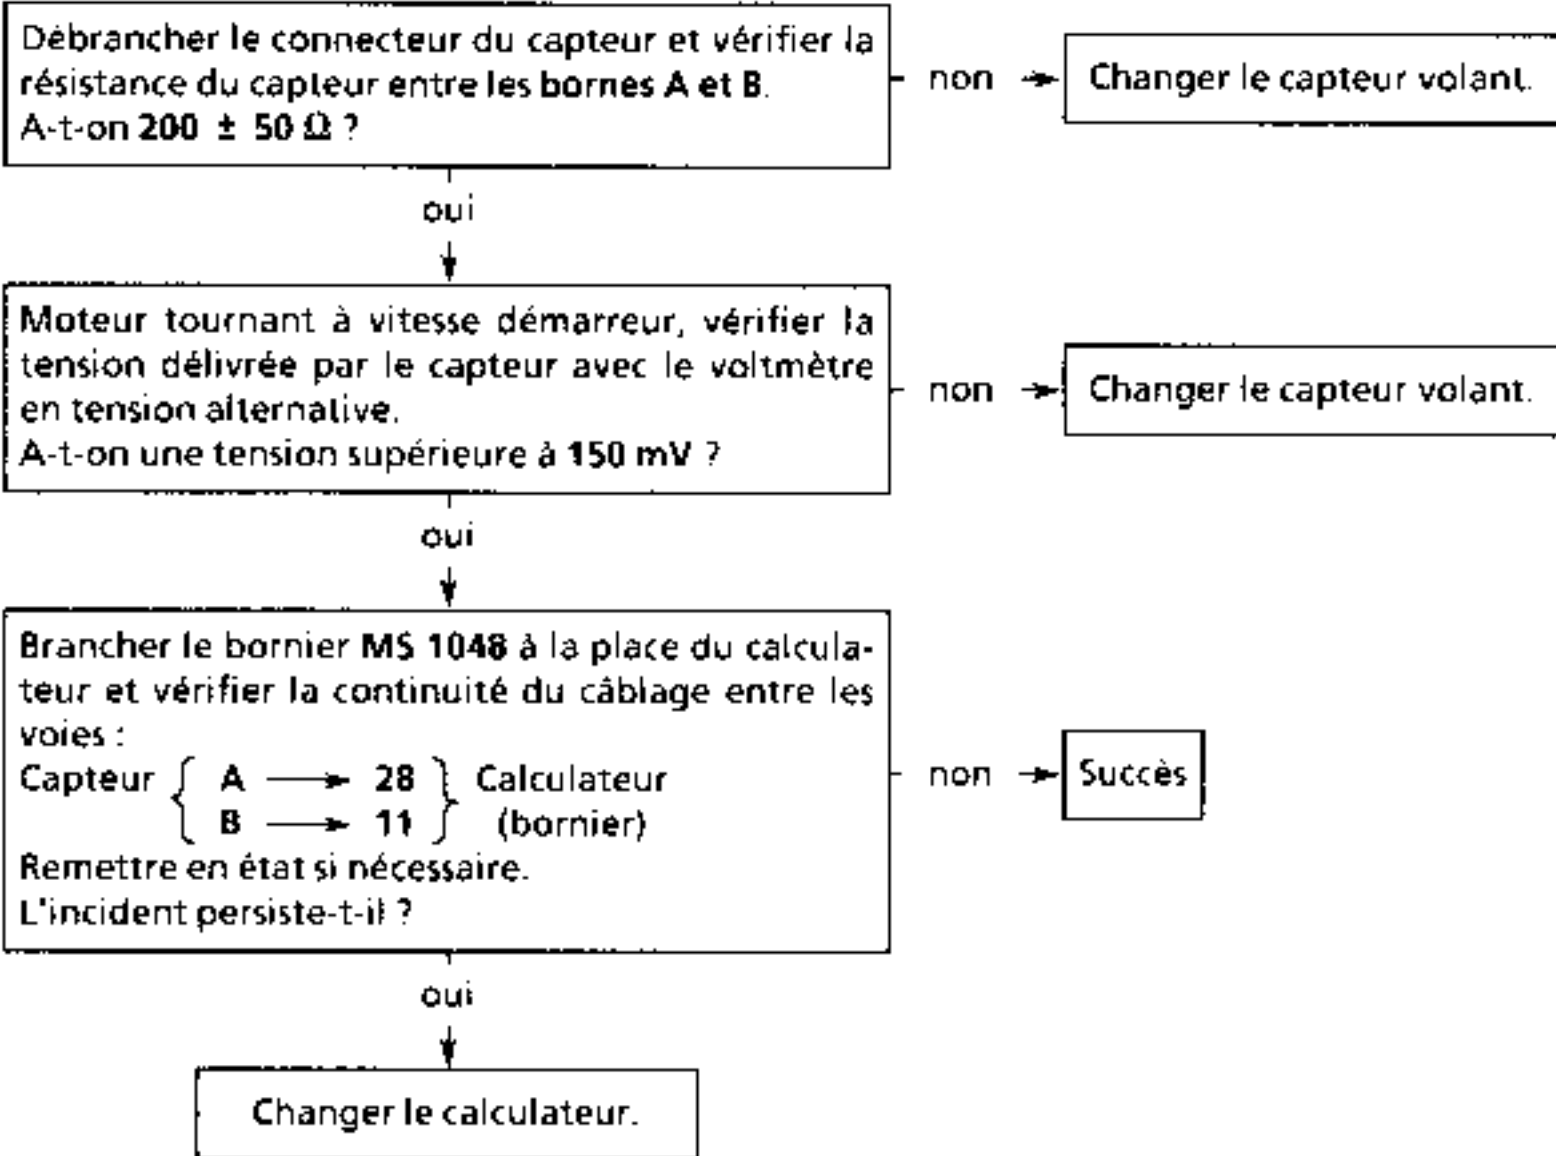 Débrancher le connecteur du capteur et vérifier la
résistance du capteur entre les bornes A et B.
A-t-on 200 ± 50 Ω ?
non
Changer le capteur volant.
oui
Moteur tournant à vitesse démarreur, vérifier la
tension délivrée par le capteur avec le voltmètre
en tension alternative.
A-t-on une tension supérieure à 150 mV ?
non
Changer le capteur volant.
oui
Brancher le bornier MS 1048 à la place du calcula-
teur et vérifier la continuité du câblage entre les
voies :
Capteur { A → 28 } Calculateur
B → 11 (bornier)
Remettre en état si nécessaire.
L'incident persiste-t-il ?
non
Succès
oui
Changer le calculateur.